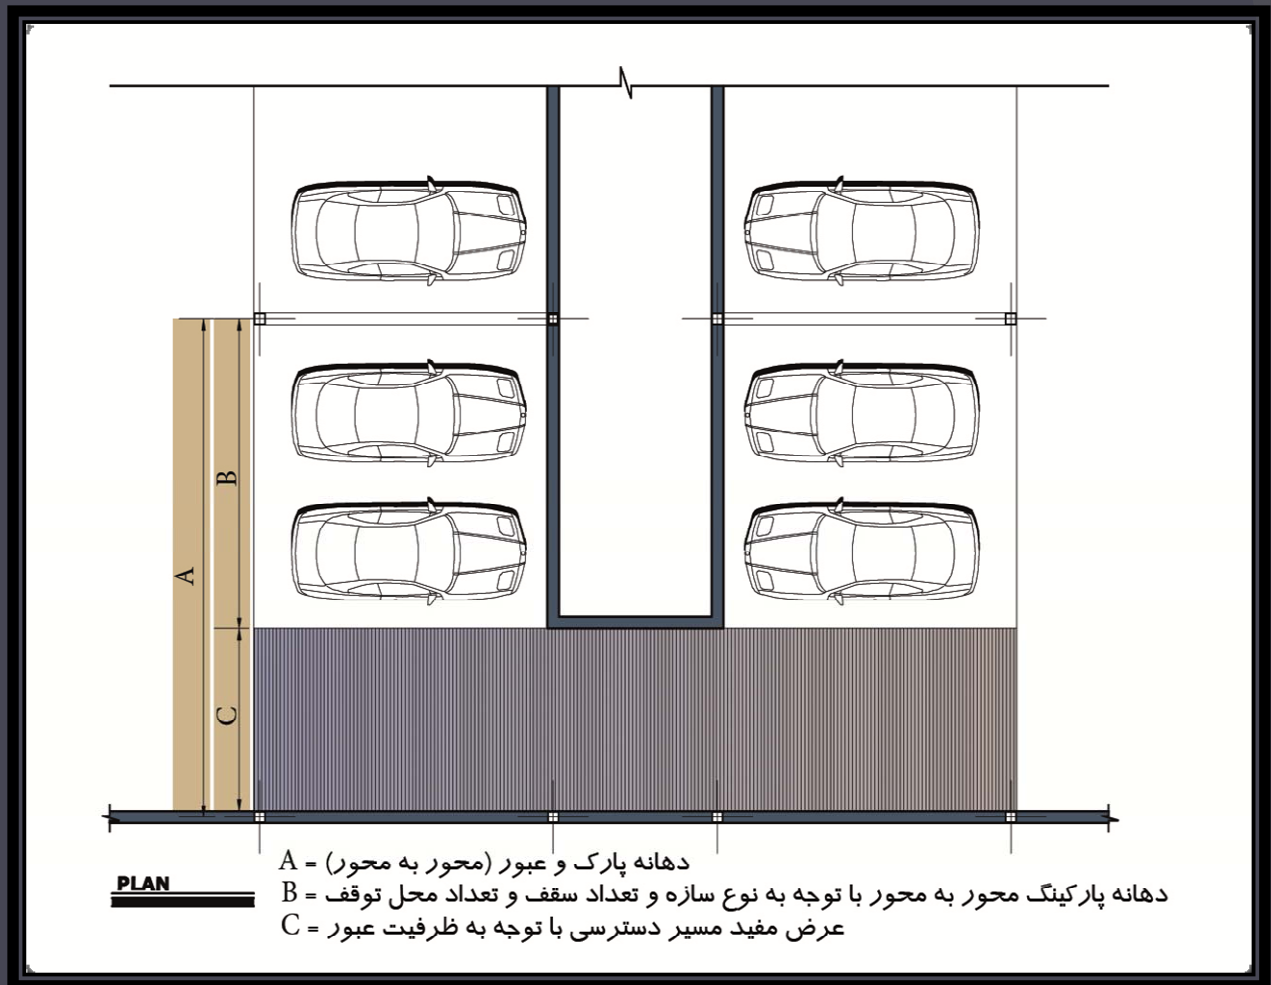 B
A
C
A = دهانه پارک و عبور (محور به محور)
PLAN
B = دهانه پارکینگ محور به محور با توجه به نوع سازه و تعداد سقف و تعداد محل توقف
C = عرض مفید مسیر دسترسی با توجه به ظرفیت عبور